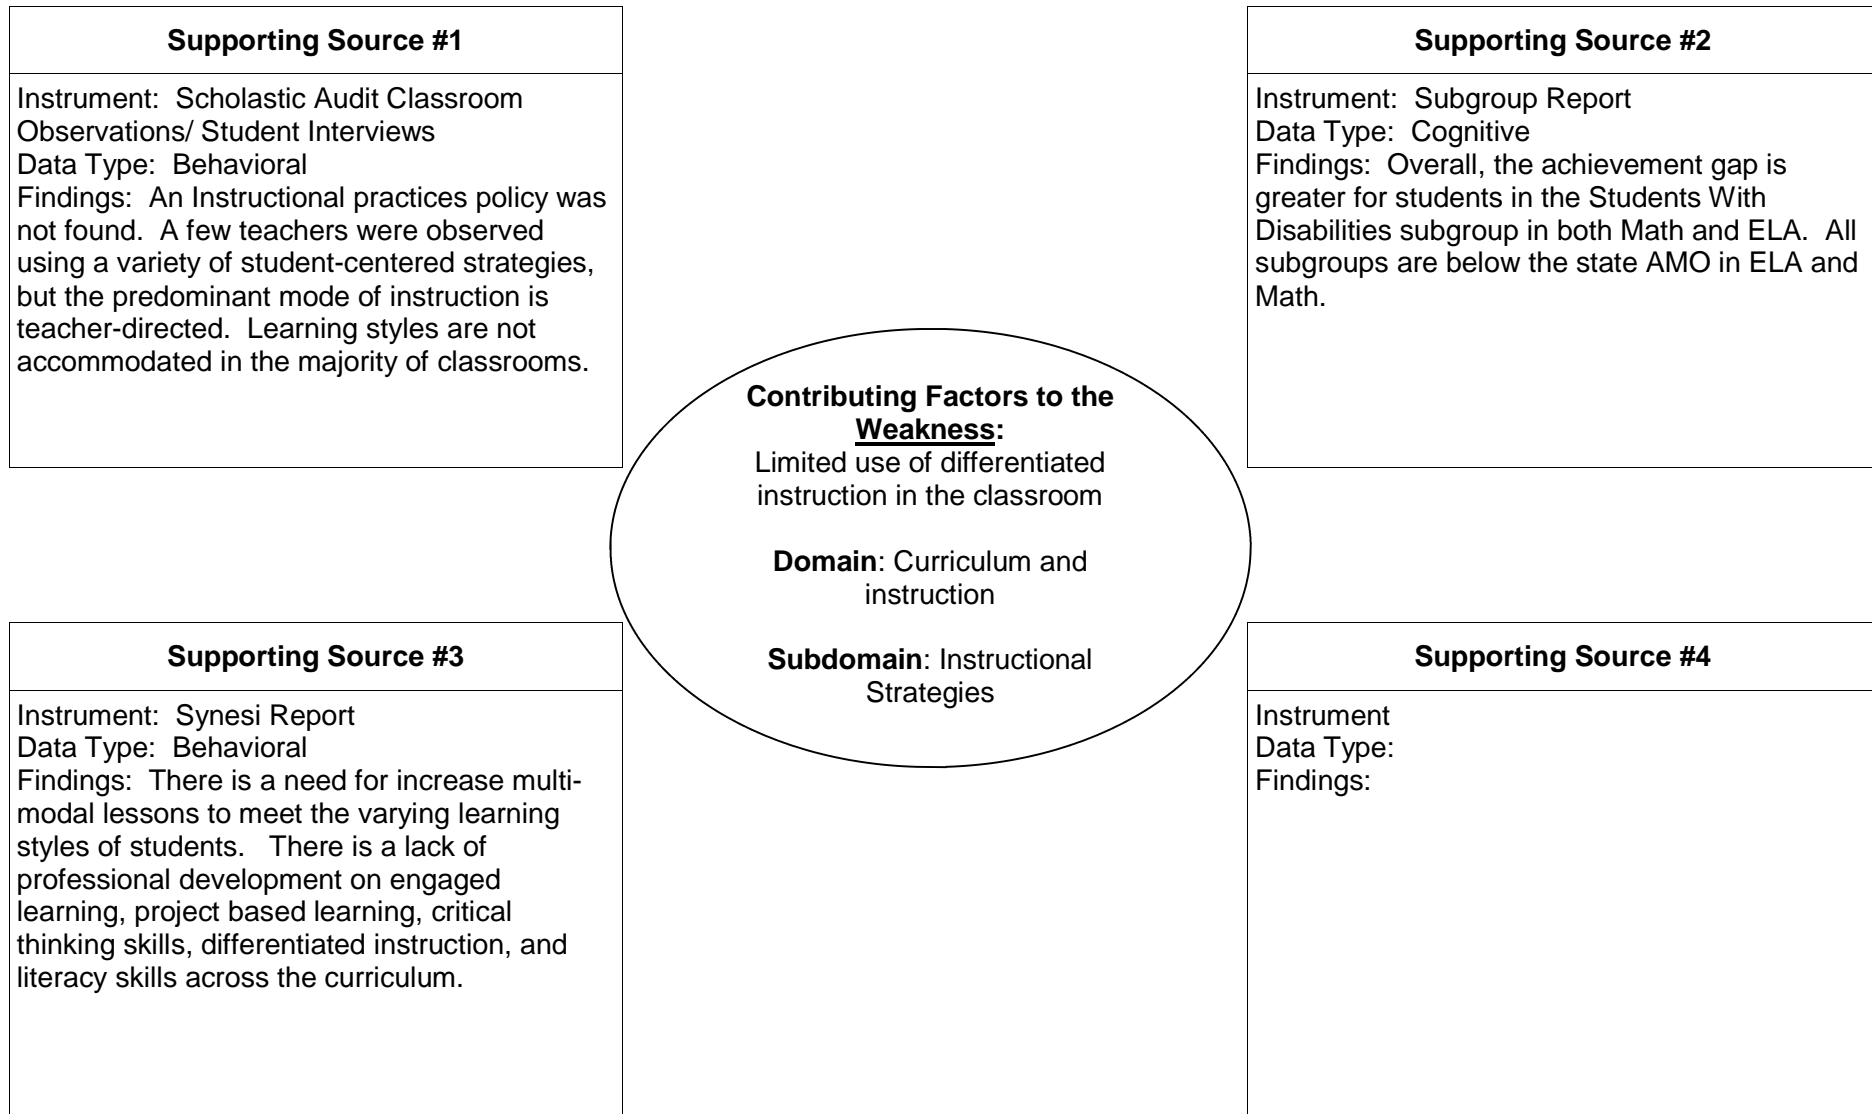 Supporting Source #1
Instrument:  Scholastic Audit Classroom
Observations/ Student Interviews
Data Type:  Behavioral
Findings:  An Instructional practices policy was
not found.  A few teachers were observed
using a variety of student-centered strategies,
but the predominant mode of instruction is
teacher-directed.  Learning styles are not
accommodated in the majority of classrooms.
Supporting Source #2
Instrument:  Subgroup Report
Data Type:  Cognitive
Findings:  Overall, the achievement gap is
greater for students in the Students With
Disabilities subgroup in both Math and ELA.  All
subgroups are below the state AMO in ELA and
Math.
Contributing Factors to the
Weakness:
Limited use of differentiated
instruction in the classroom
Domain: Curriculum and
instruction
Subdomain: Instructional
Strategies
Supporting Source #3
Instrument:  Synesi Report
Data Type:  Behavioral
Findings:  There is a need for increase multi-
modal lessons to meet the varying learning
styles of students.   There is a lack of
professional development on engaged
learning, project based learning, critical
thinking skills, differentiated instruction, and
literacy skills across the curriculum.
Supporting Source #4
Instrument
Data Type:
Findings: